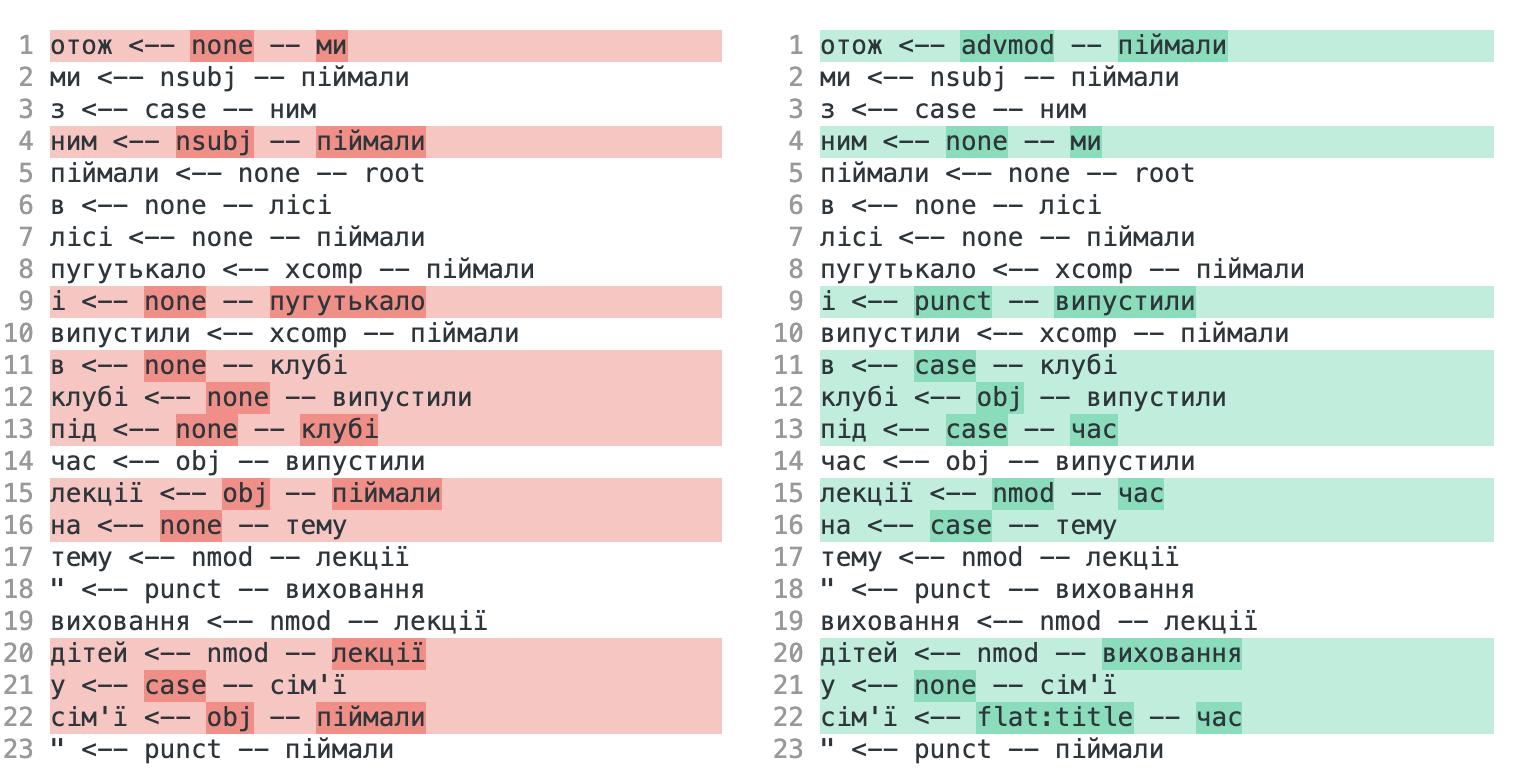 1 отож <-- none -- ми
2 ми <-- nsubj -- піймали
3 з <-- case -- ним
4 ним <-- nsubj -- піймали
5 піймали <-- none -- root
6 в <-- none -- лісі
7 лісі <-- none -- піймали
8 пугутькало <-- xcomp -- піймали
9 і <-- none -- пугутькало
10 випустили <-- xcomp -- піймали
11 в <-- none -- клубі
12 клубі <-- none -- випустили
13 під <-- none -- клубі
14 час <-- obj -- випустили
15 лекції <-- obj -- піймали
16 на <-- none -- тему
17 тему <-- nmod -- лекції
18 " <-- punct -- виховання
19 виховання <-- nmod -- лекції
20 дітей <-- nmod -- лекції
21 у <-- case -- сім'ї
22 сім'ї <-- obj -- піймали
23 " <-- punct -- піймали
1 отож <-- advmod -- піймали
2 ми <-- nsubj -- піймали
3 з <-- case -- ним
4 ним <-- none -- ми
5 піймали <-- none -- root
6 в <-- none -- лісі
7 лісі <-- none -- піймали
8 пугутькало <-- xcomp -- піймали
9 і <-- punct -- випустили
10 випустили <-- xcomp -- піймали
11 в <-- case -- клубі
12 клубі <-- obj -- випустили
13 під <-- case -- час
14 час <-- obj -- випустили
15 лекції <-- nmod -- час
16 на <-- case -- тему
17 тему <-- nmod -- лекції
18 " <-- punct -- виховання
19 виховання <-- nmod -- лекції
20 дітей <-- nmod -- виховання
21 у <-- none -- сім'ї
22 сім'ї <-- flat:title -- час
23 " <-- punct -- піймали